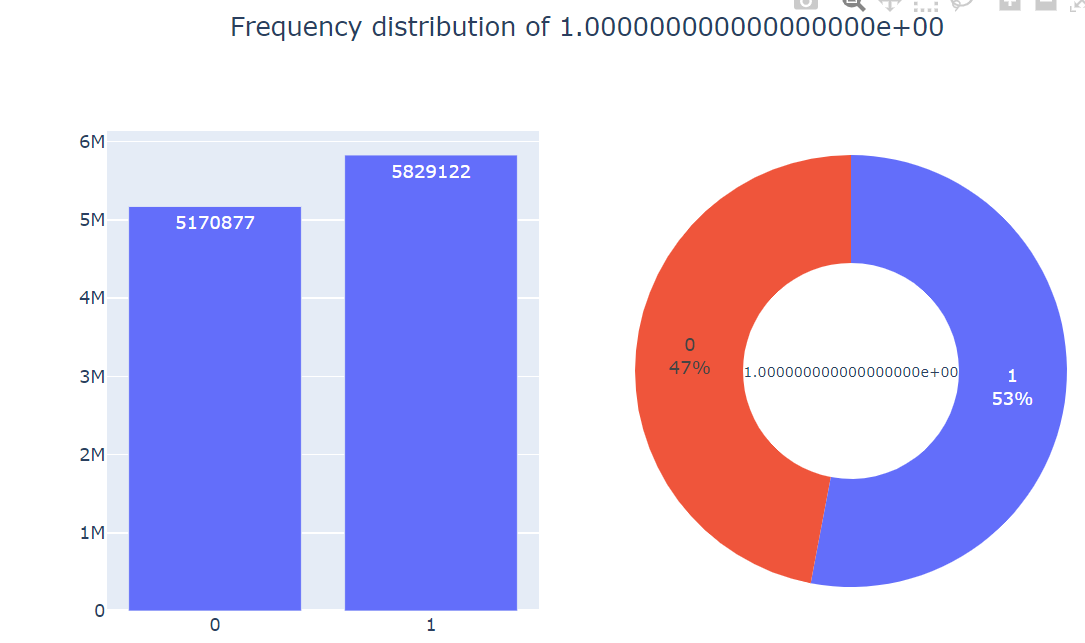 Frequency distribution of 1.000000000000000000e+00
6M
5M
4M
3M
2M
1M
0
5170877
5829122
0
1
0
47%
1.000000000000000000e+00
1
53%